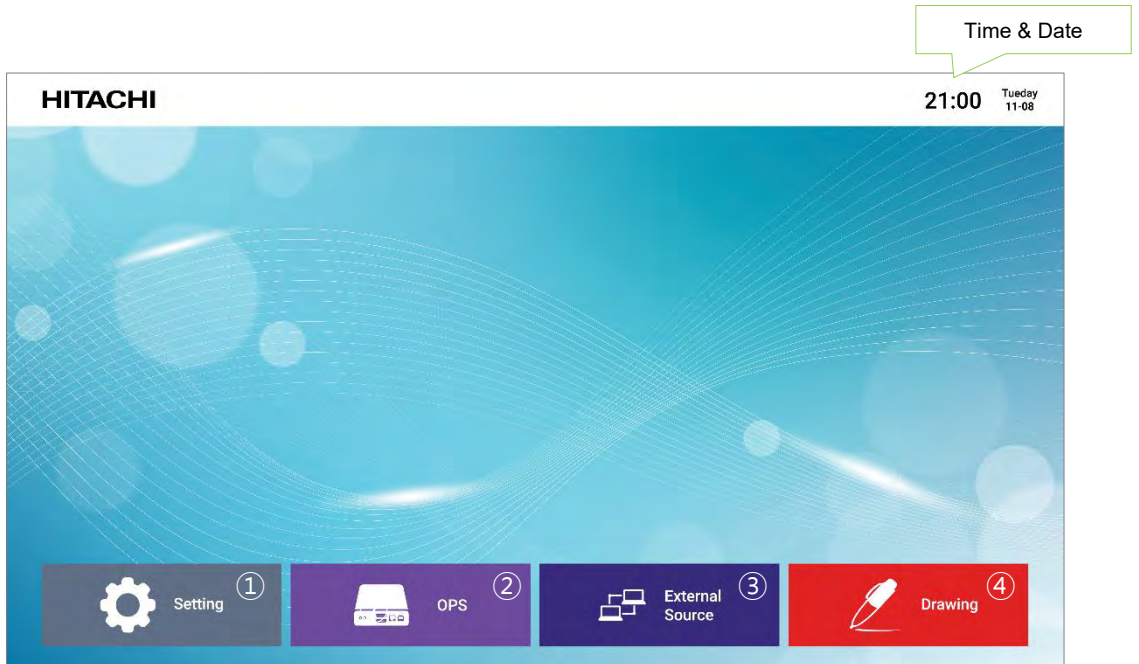 Time & Date
HITACHI
21:00
Tueday
11-08
Setting
①
OPS
②
External
Source
③
Drawing
④